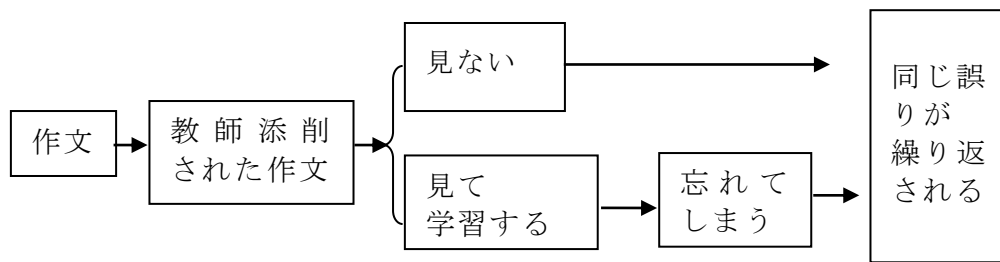 作文
教師添削
された作文
見ない
見て
学習する
忘れて
しまう
同じ誤
りが
繰り返
される